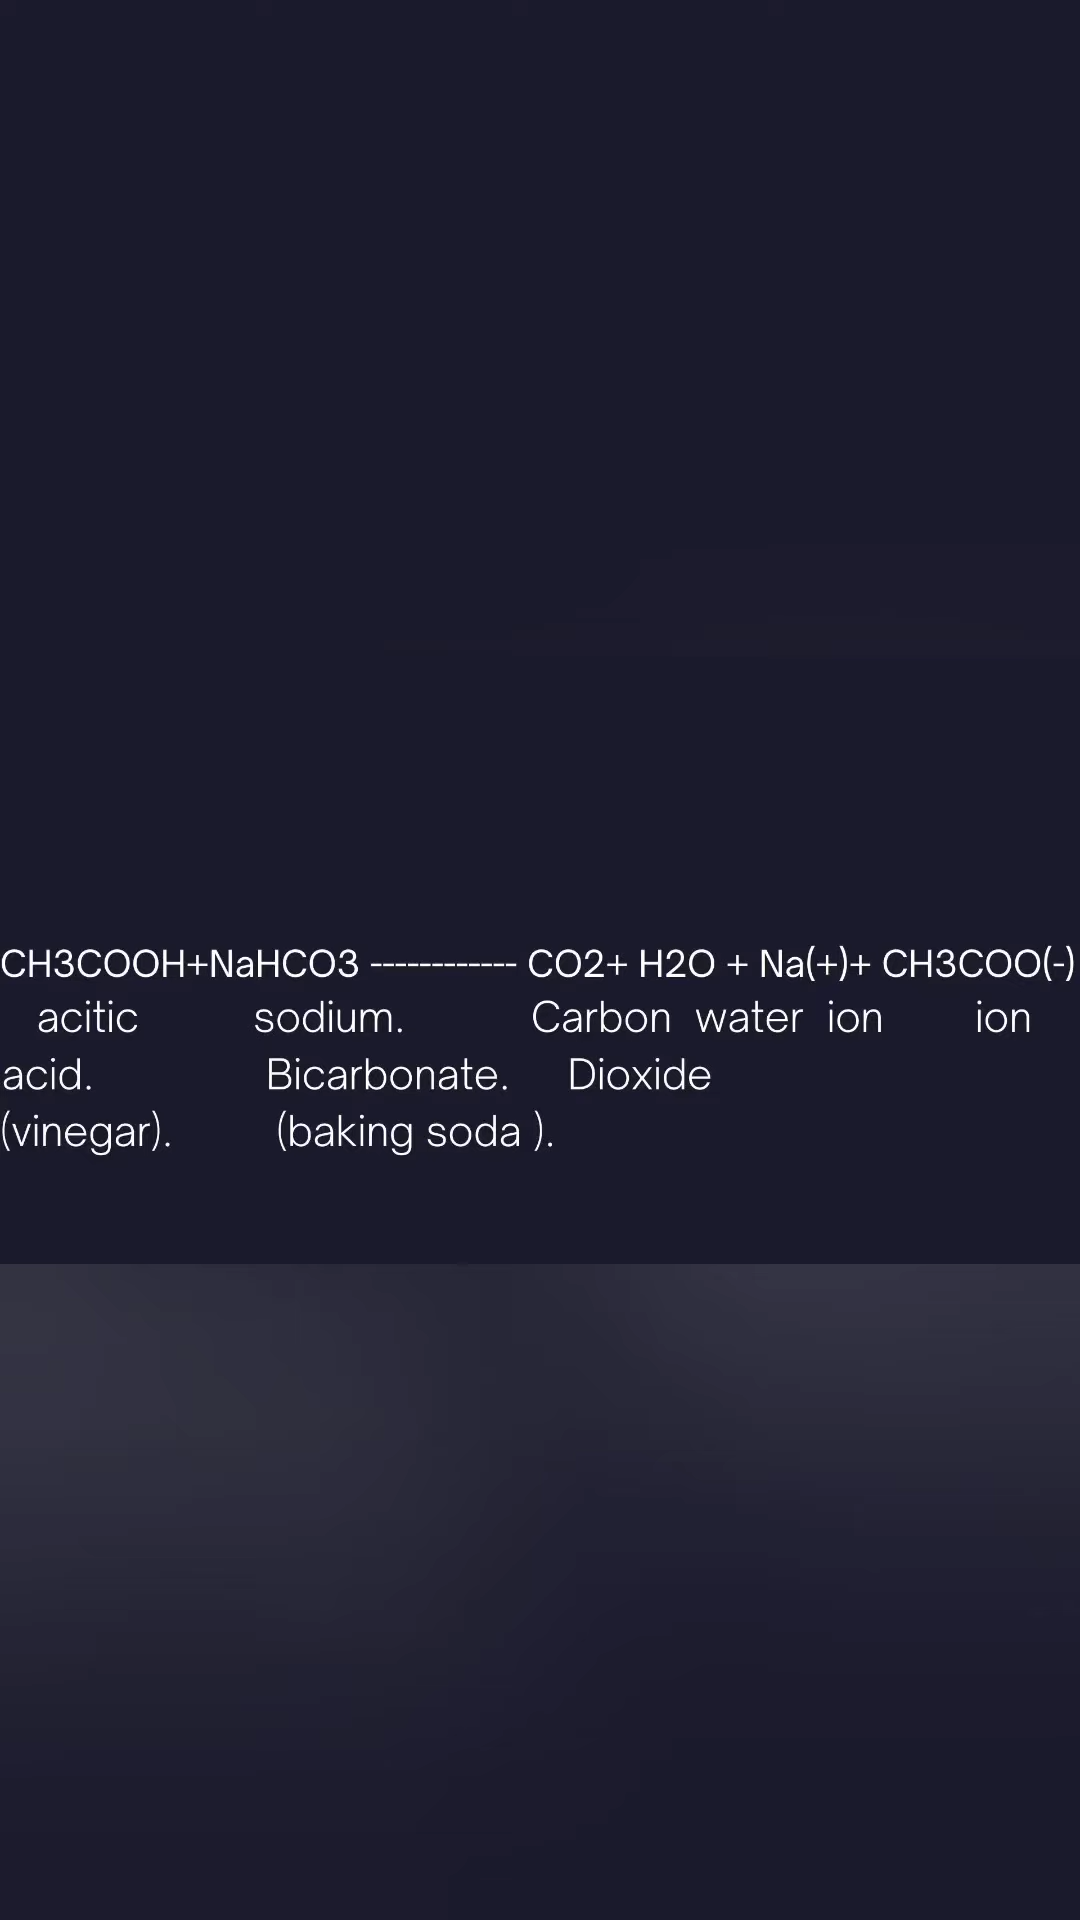 CH3COOH+NaHCO3 ------------ CO2+ H2O + Na(+)+ CH3COO(-)
acitic sodium. Carbon water ion ion
acid. Bicarbonate. Dioxide
(vinegar). (baking soda ).